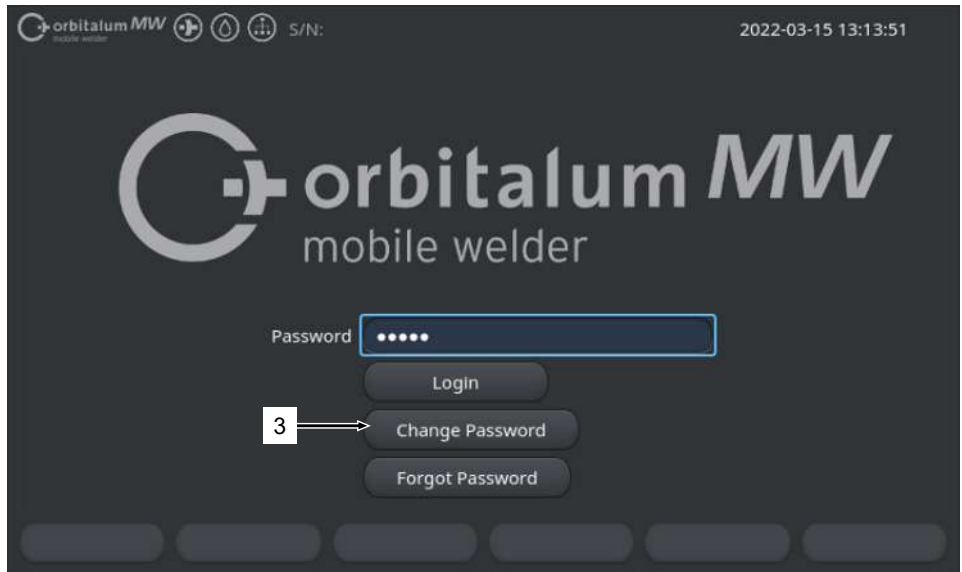 orbitalum MW S/N: 2022-03-15 13:13:51
mobile welder
orbitalum MW
mobile welder
Password •••••
Login
3 Change Password
Forgot Password